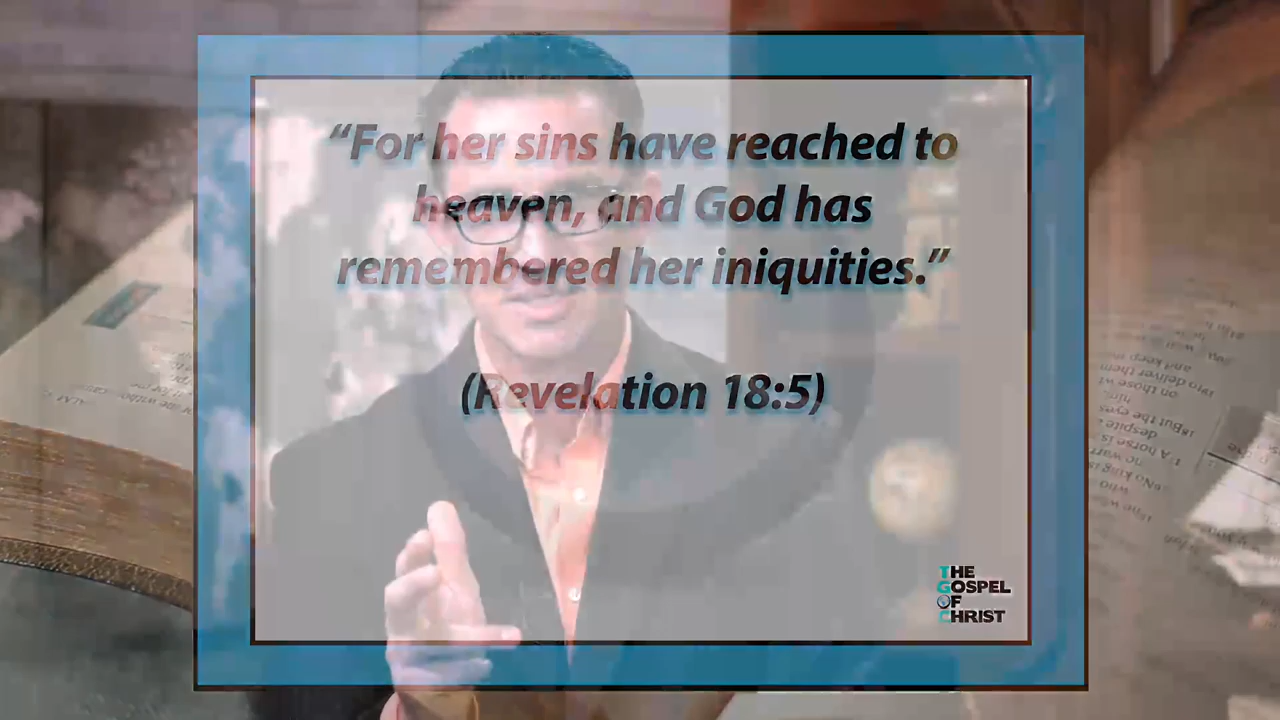 “For her sins have reached to
heaven, and God has
remembered her iniquities.”
(Revelation 18:5)
THE
GOSPEL
OF
CHRIST